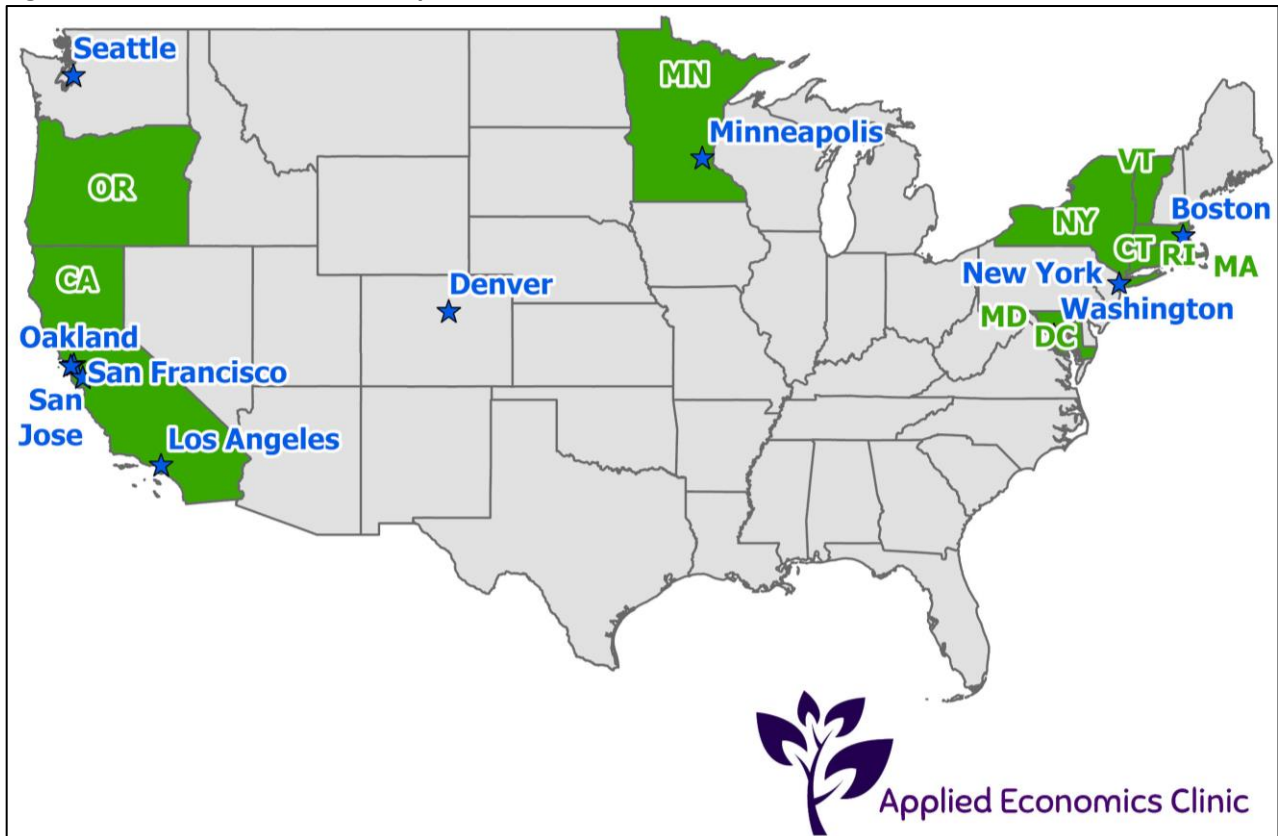 Seattle
MN
Minneapolis
OR
VT
NY
Boston
CT
RI
MA
CA
Denver
New York
Washington
MD
DC
Oakland
San Francisco
San
Jose
Los Angeles
Applied Economics Clinic